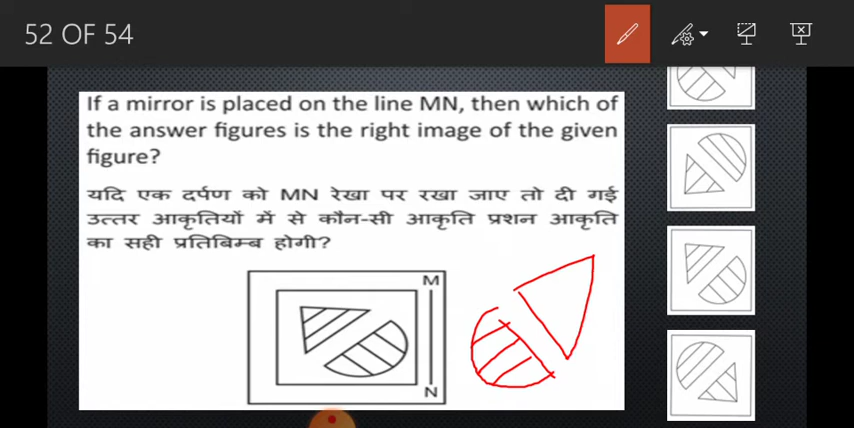 52 OF 54
If a mirror is placed on the line MN, then which of
the answer figures is the right image of the given
figure?
यदि एक दर्पण को MN रेखा पर रखा जाए तो दी गई
उत्तर आकृतियों में से कौन-सी आकृति प्रशन आकृति
का सही प्रतिबिम्ब होगी?
M
N